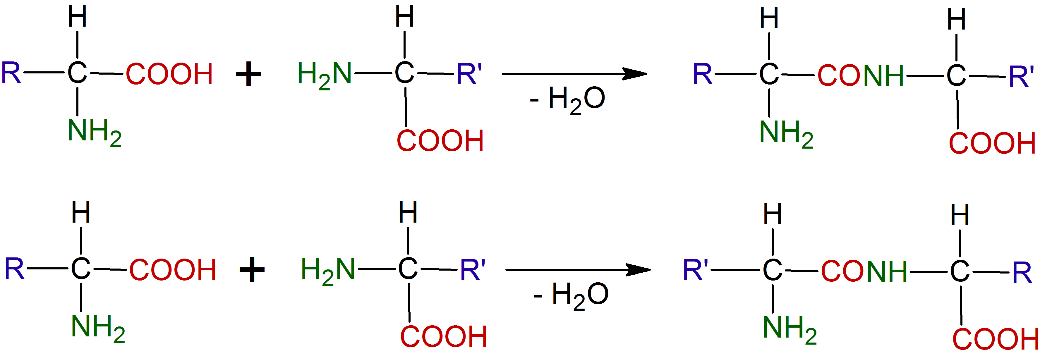 H H H H
R C COOH + H₂N C R' R C CONH C R'
- H₂O
NH₂ COOH NH₂ COOH
H H H H
R C COOH + H₂N C R' R' C CONH C R
- H₂O
NH₂ COOH NH₂ COOH